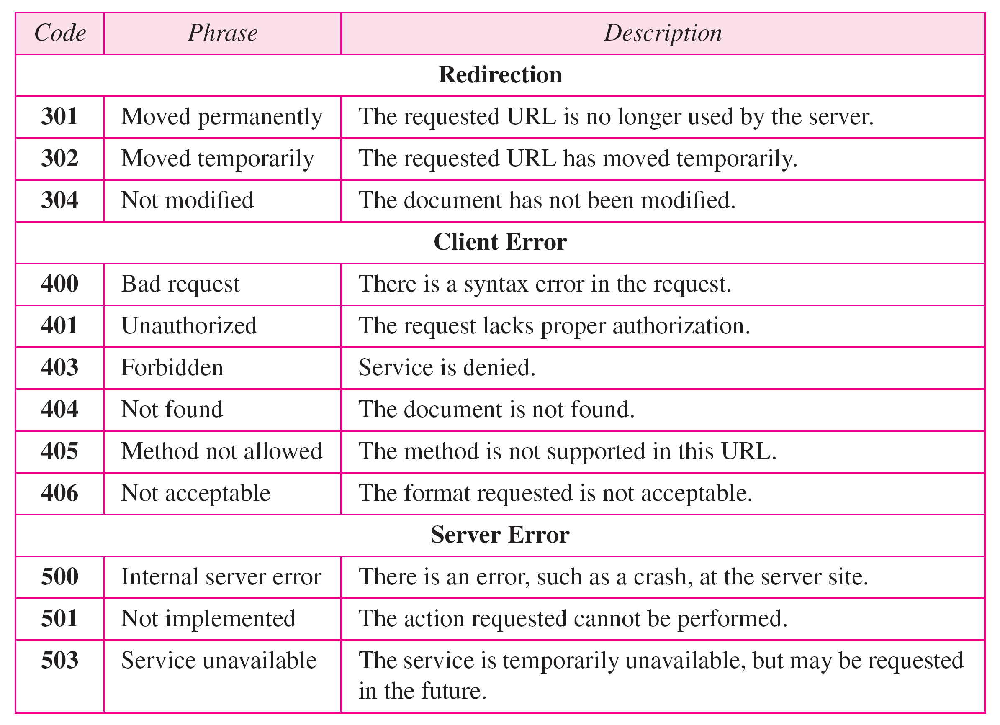 Code Phrase Description
Redirection
301 Moved permanently The requested URL is no longer used by the server.
302 Moved temporarily The requested URL has moved temporarily.
304 Not modified The document has not been modified.
Client Error
400 Bad request There is a syntax error in the request.
401 Unauthorized The request lacks proper authorization.
403 Forbidden Service is denied.
404 Not found The document is not found.
405 Method not allowed The method is not supported in this URL.
406 Not acceptable The format requested is not acceptable.
Server Error
500 Internal server error There is an error, such as a crash, at the server site.
501 Not implemented The action requested cannot be performed.
503 Service unavailable The service is temporarily unavailable, but may be requested
in the future.